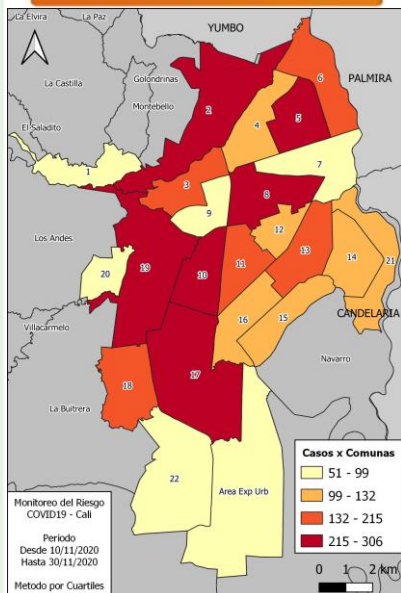 La Elvira
La Paz
YUMBO
La Castilla
Golondrinas
Montebello
PALMIRA
El Saladito
Los Andes
Villacarmelo
La Buitrera
CANDELARIA
Navarro
Area Exp Urb
1
2
3
4
5
6
7
8
9
10
11
12
13
14
15
16
17
18
19
20
21
22
Monitoreo del Riesgo
COVID19 - Cali
Periodo
Desde 10/11/2020
Hasta 30/11/2020
Metodo por Cuartiles
Casos x Comunas
51 - 99
99 - 132
132 - 215
215 - 306
0 1 2 km